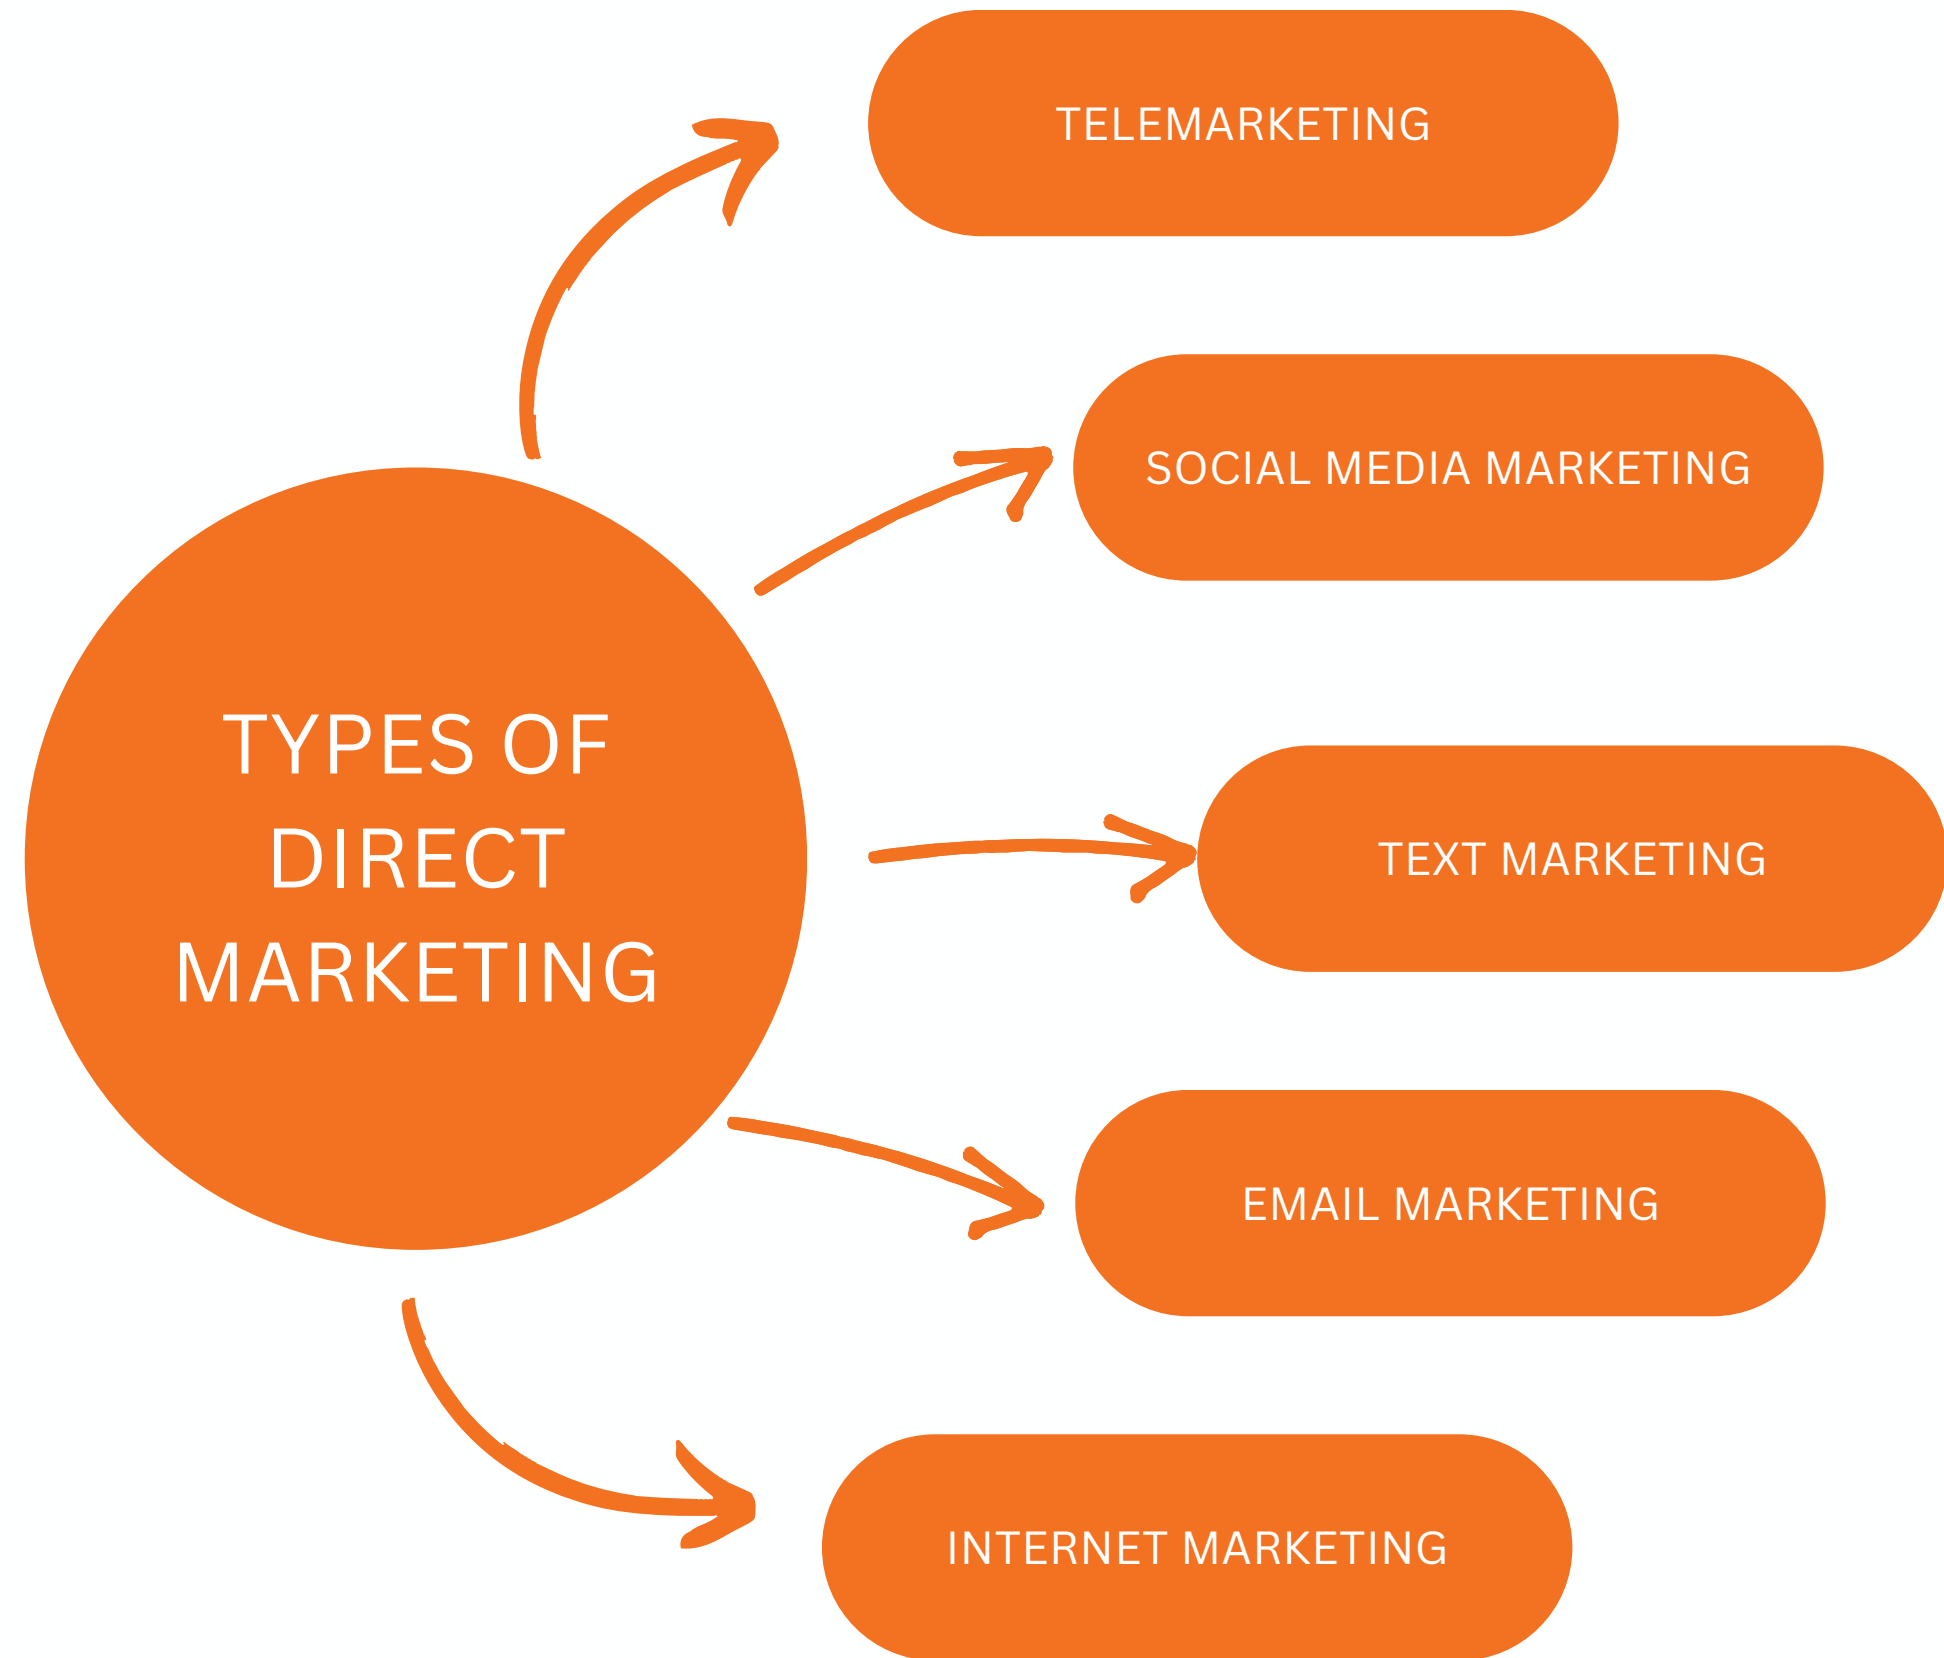 TELEMARKETING
SOCIAL MEDIA MARKETING
TYPES OF
DIRECT
MARKETING
TEXT MARKETING
EMAIL MARKETING
INTERNET MARKETING